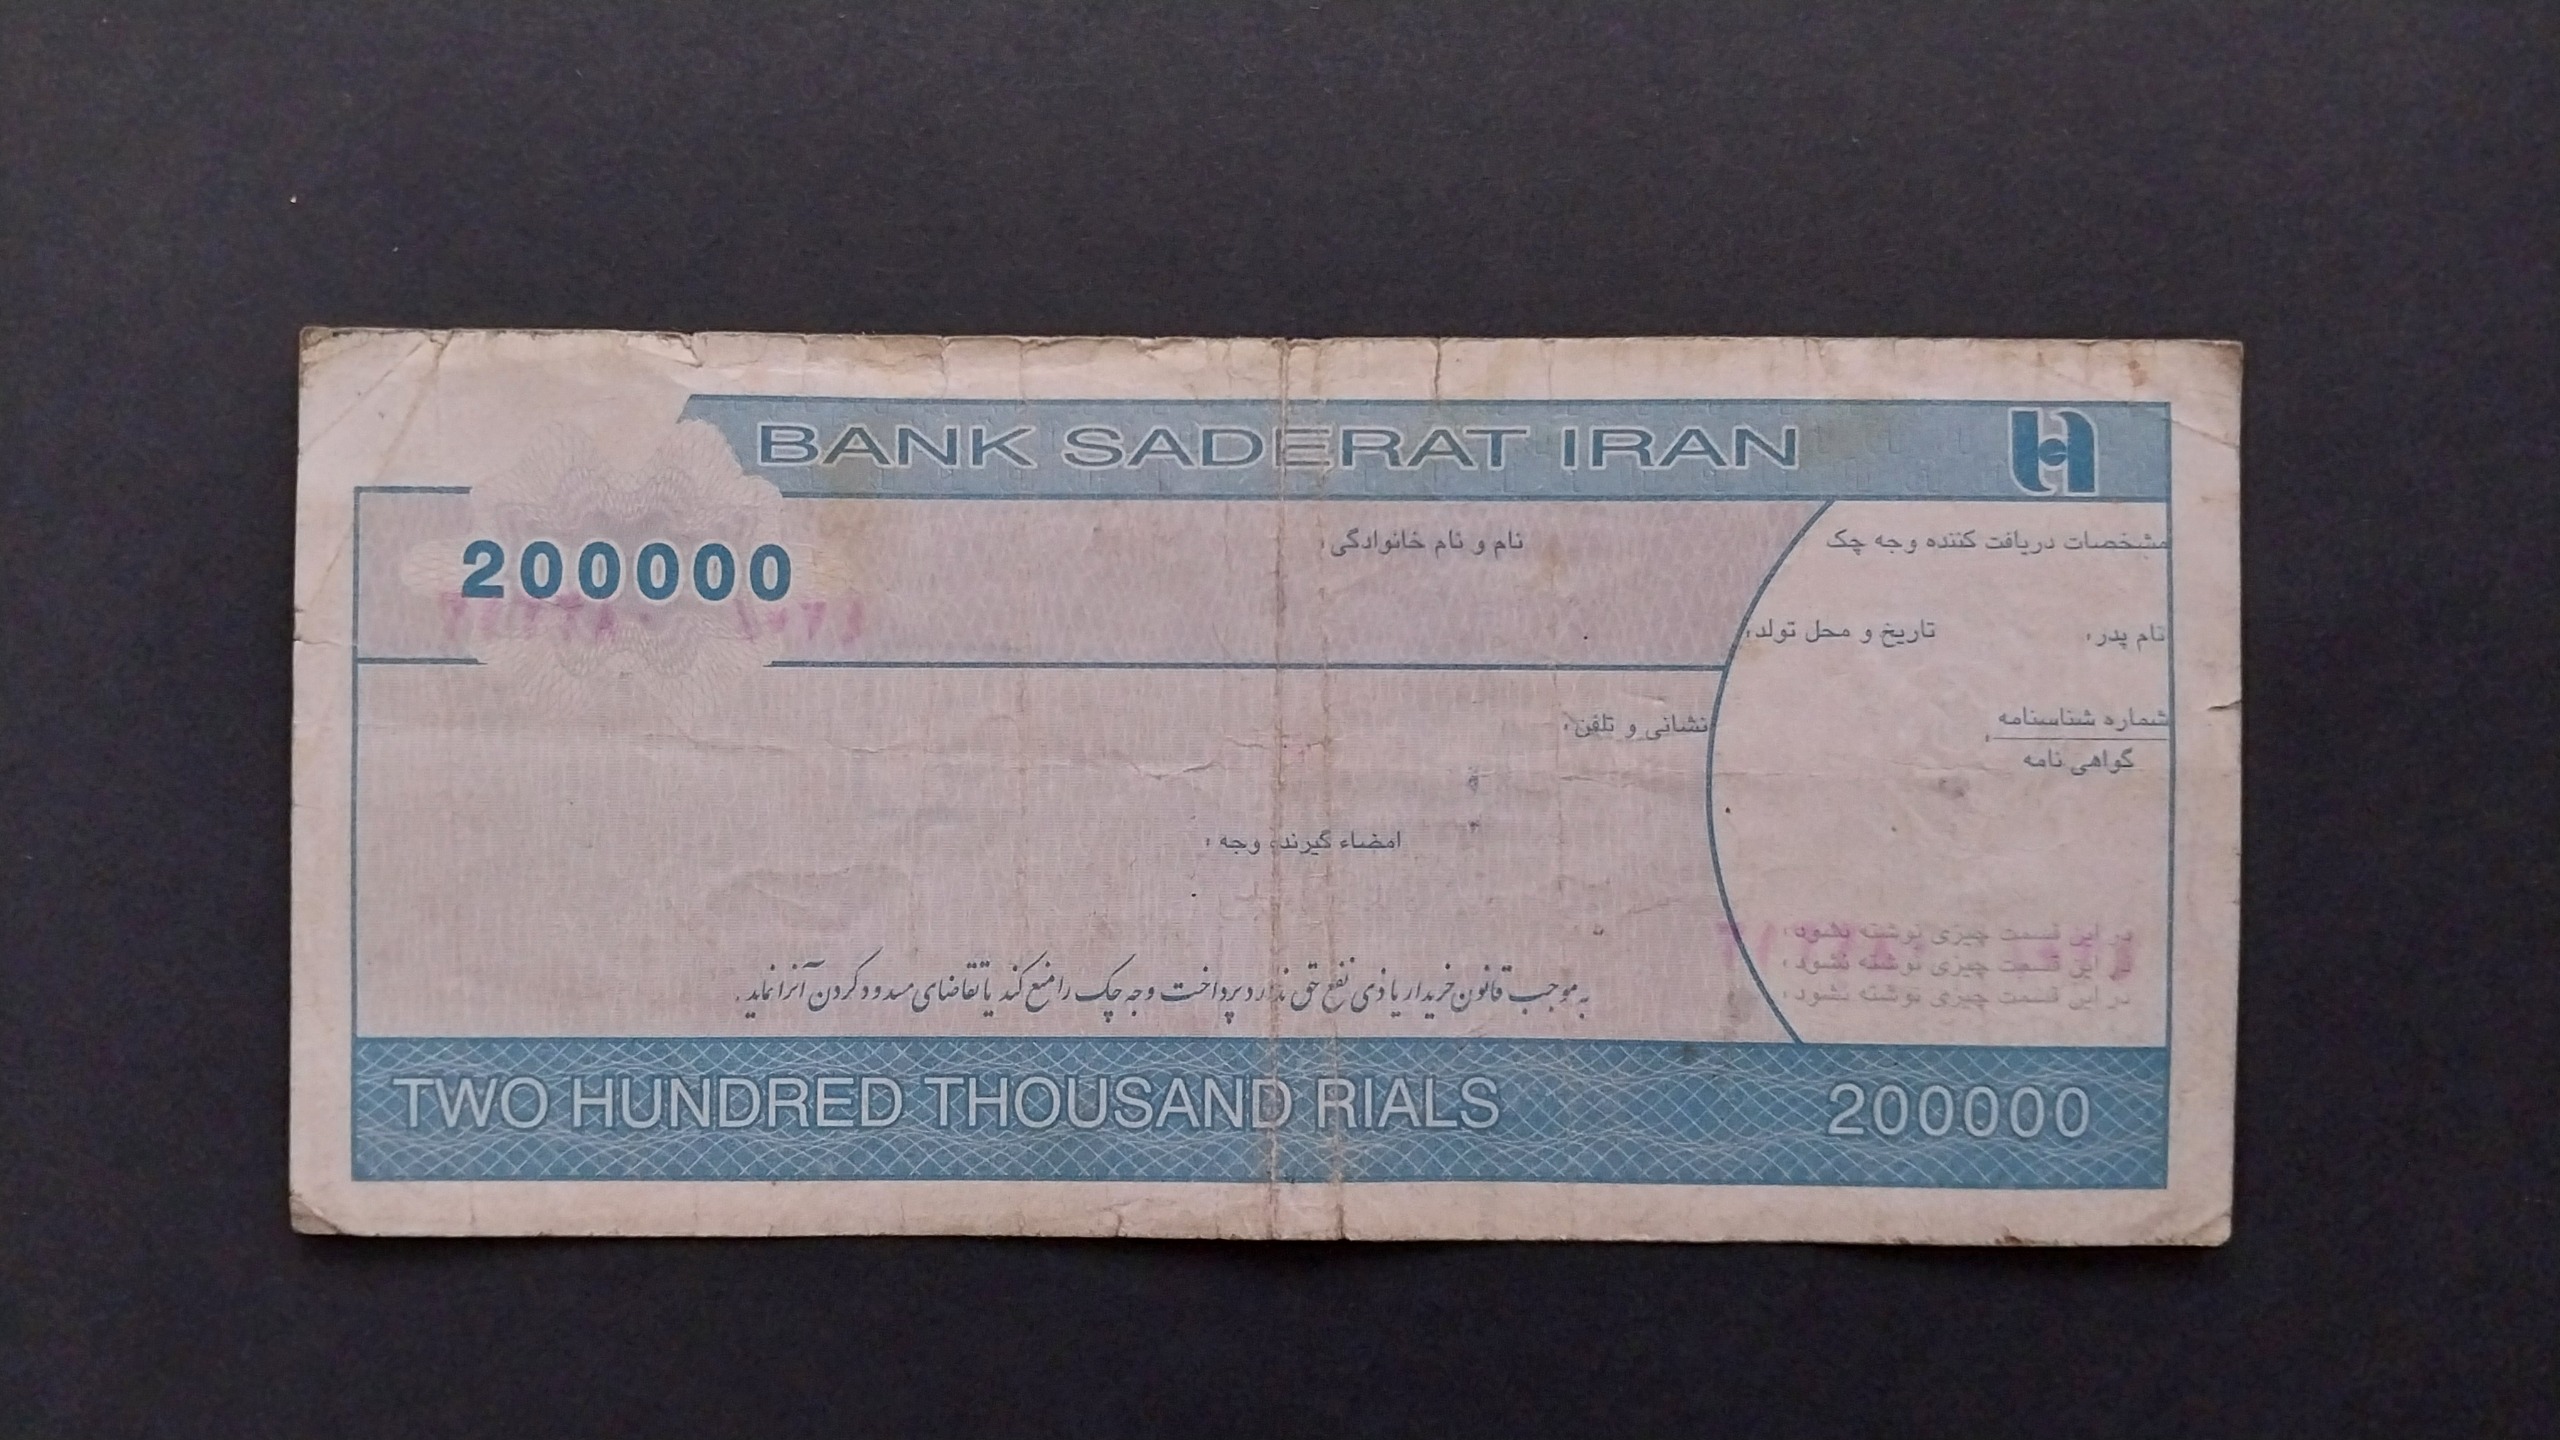 BANK SADERAT IRAN
مشخصات دریافت کننده وجه چک
نام و نام خانوادگی:
200000
نام پدر:
تاریخ و محل تولد:
شماره شناسنامه
گواهی نامه
نشانی و تلفن:
امضاء گیرنده وجه:
در این قسمت چیزی نوشته نشود.
در این قسمت چیزی نوشته نشود.
در این قسمت چیزی نوشته نشود.
به موجب قانون خریدار یا ذی نفع حق ندارد پرداخت وجه چک را منع کند یا تقاضای مسدود کردن آنرا نماید.
TWO HUNDRED THOUSAND RIALS 200000